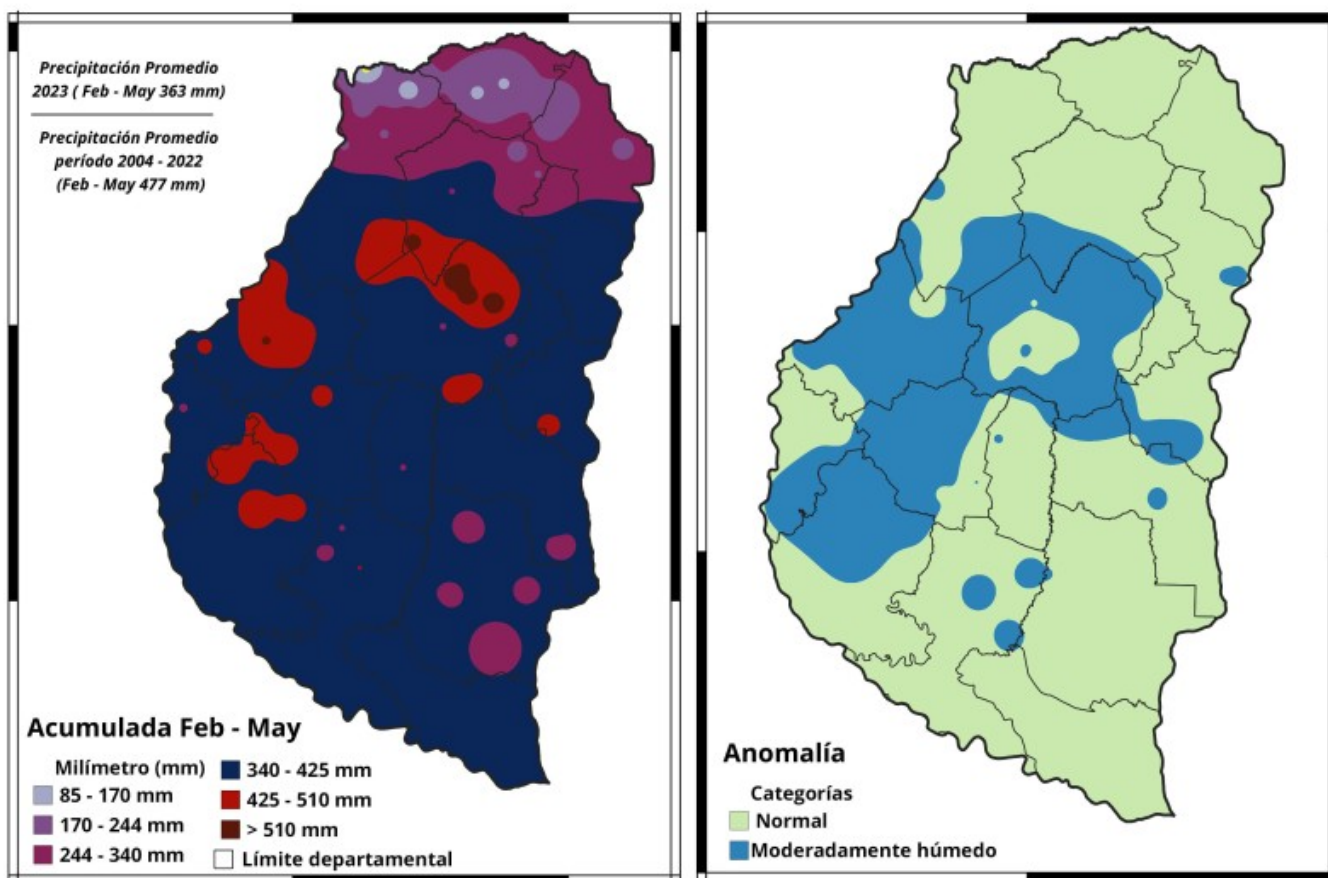 Precipitación Promedio
2023 ( Feb - May 363 mm)
Precipitación Promedio
período 2004 - 2022
(Feb - May 477 mm)
Acumulada Feb - May
Milímetro (mm)
85 - 170 mm
170 - 244 mm
244 - 340 mm
340 - 425 mm
425 - 510 mm
> 510 mm
Límite departamental
Anomalía
Categorías
Normal
Moderadamente húmedo